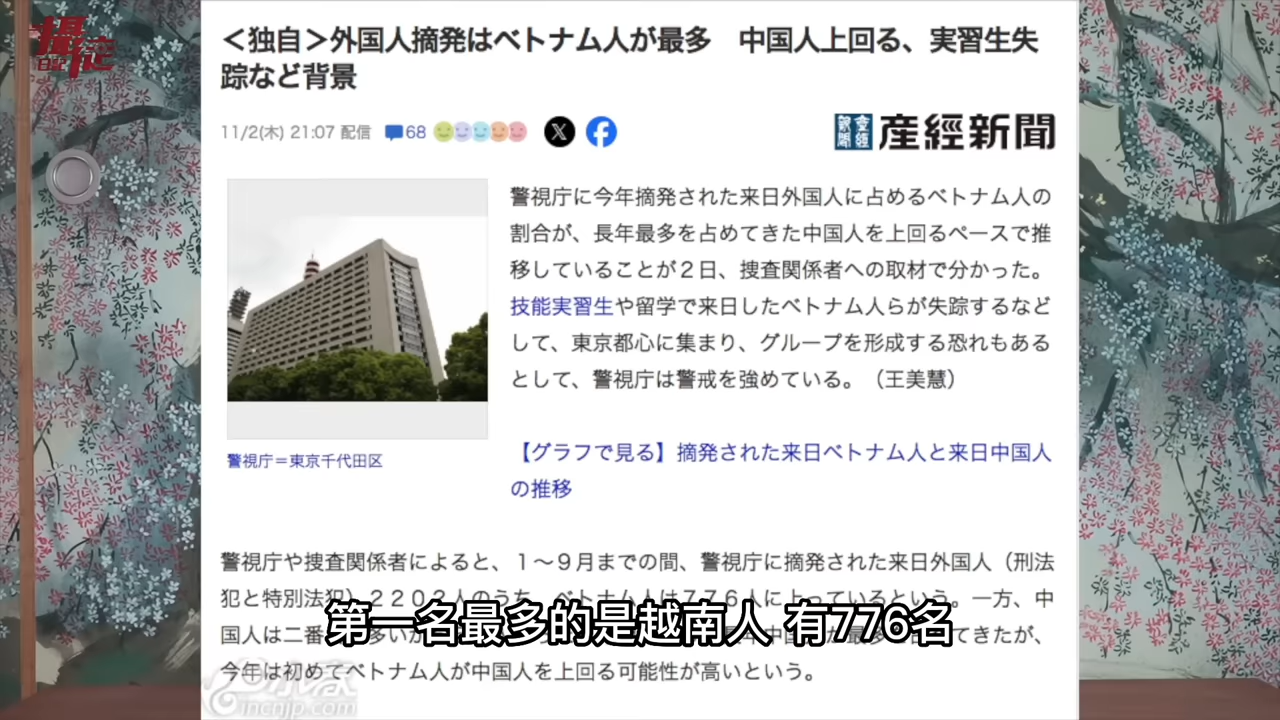 ＜独自＞外国人摘発はベトナム人が最多　中国人上回る、実習生失
踪など背景
11/2(木) 21:07 配信 68
産經新聞
産經新聞
警視庁に今年摘発された来日外国人に占めるベトナム人の
割合が、長年最多を占めてきた中国人を上回るペースで推
移していることが２日、捜査関係者への取材で分かった。
技能実習生や留学で来日したベトナム人らが失踪するなど
して、東京都心に集まり、グループを形成する恐れもある
として、警視庁は警戒を強めている。（王美慧）
警視庁＝東京千代田区
【グラフで見る】摘発された来日ベトナム人と来日中国人
の推移
警視庁や捜査関係者によると、１〜９月までの間、警視庁に摘発された来日外国人（刑法
犯と特別法犯）２２０２人のうち、ベトナム人は７７６人に上っているという。一方、中
国人は二番
てきたが、
第一名最多的是越南人 有776名
今年は初めてベトナム人が中国人を上回る可能性が高いという。
incnjp.com